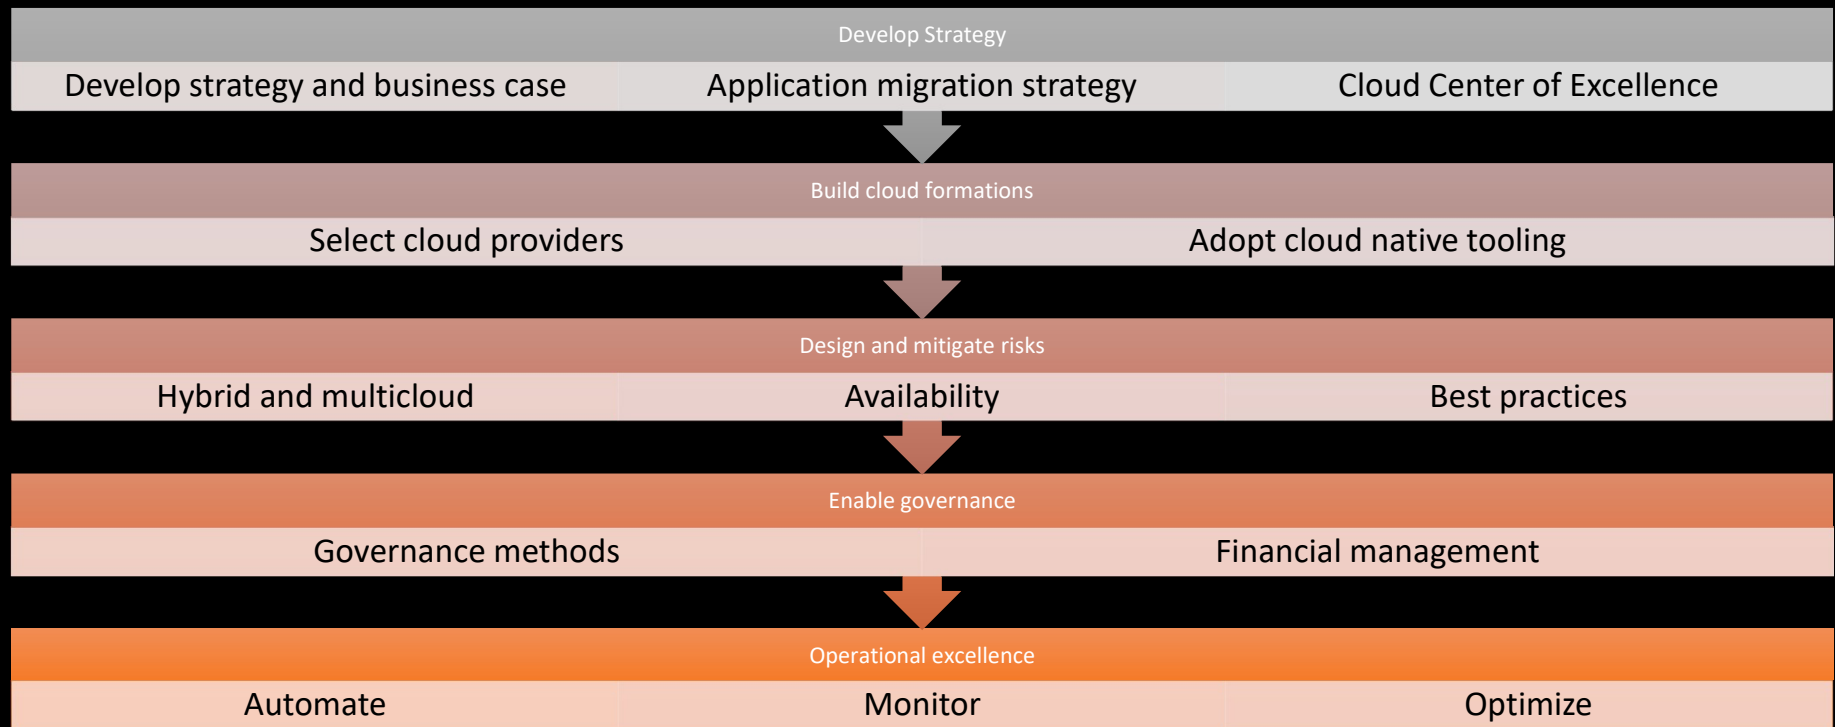 Develop Strategy
Develop strategy and business case
Application migration strategy
Cloud Center of Excellence
Build cloud formations
Select cloud providers
Adopt cloud native tooling
Design and mitigate risks
Hybrid and multicloud
Availability
Best practices
Enable governance
Governance methods
Financial management
Operational excellence
Automate
Monitor
Optimize